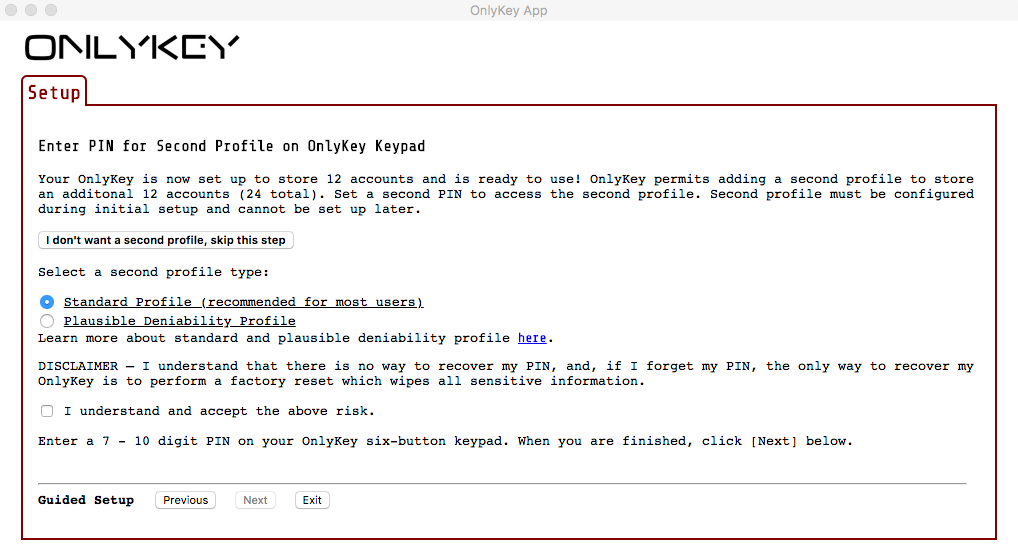 OnlyKey App
ONLYKEY
Setup
Enter PIN for Second Profile on OnlyKey Keypad
Your OnlyKey is now set up to store 12 accounts and is ready to use! OnlyKey permits adding a second profile to store
an additonal 12 accounts (24 total). Set a second PIN to access the second profile. Second profile must be configured
during initial setup and cannot be set up later.
I don't want a second profile, skip this step
Select a second profile type:
Standard Profile (recommended for most users)
Plausible Deniability Profile
Learn more about standard and plausible deniability profile here.
DISCLAIMER — I understand that there is no way to recover my PIN, and, if I forget my PIN, the only way to recover my
OnlyKey is to perform a factory reset which wipes all sensitive information.
I understand and accept the above risk.
Enter a 7 - 10 digit PIN on your OnlyKey six-button keypad. When you are finished, click [Next] below.
Guided Setup Previous Next Exit